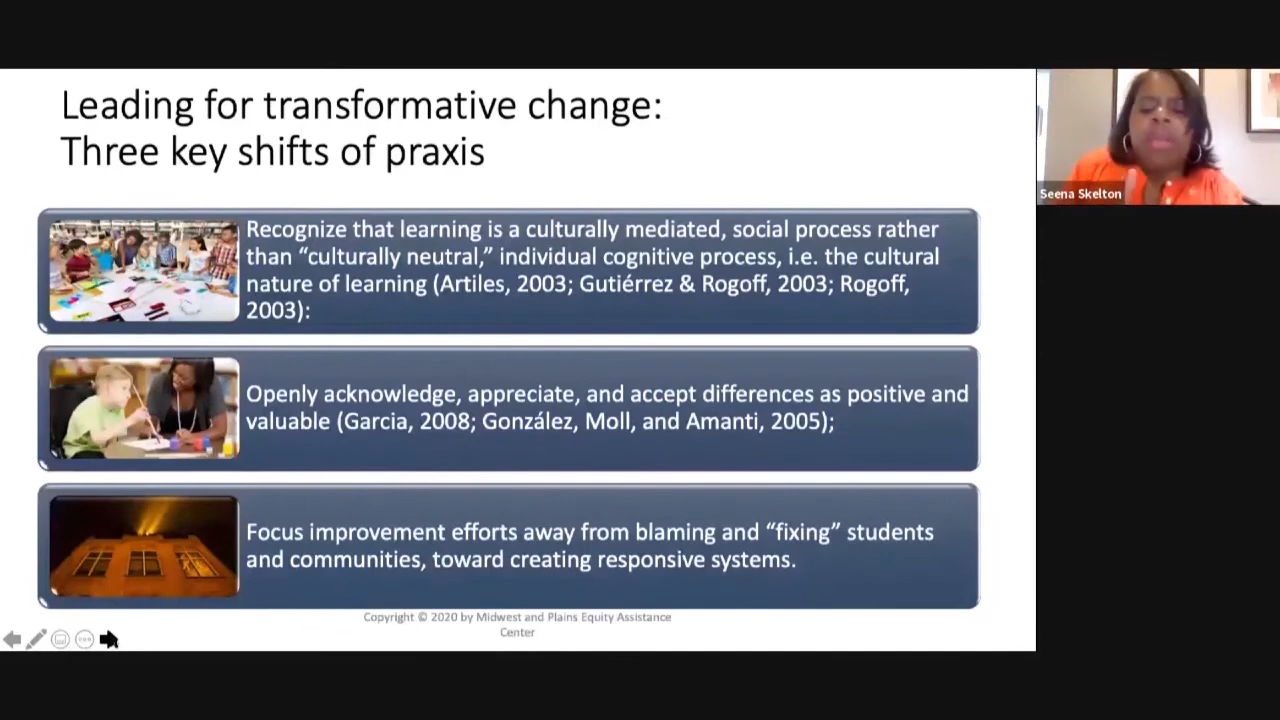 Leading for transformative change:
Three key shifts of praxis
Seena Skelton
Recognize that learning is a culturally mediated, social process rather
than “culturally neutral,” individual cognitive process, i.e. the cultural
nature of learning (Artiles, 2003; Gutiérrez & Rogoff, 2003; Rogoff,
2003):
Openly acknowledge, appreciate, and accept differences as positive and
valuable (Garcia, 2008; González, Moll, and Amanti, 2005);
Focus improvement efforts away from blaming and “fixing” students
and communities, toward creating responsive systems.
Copyright © 2020 by Midwest and Plains Equity Assistance
Center